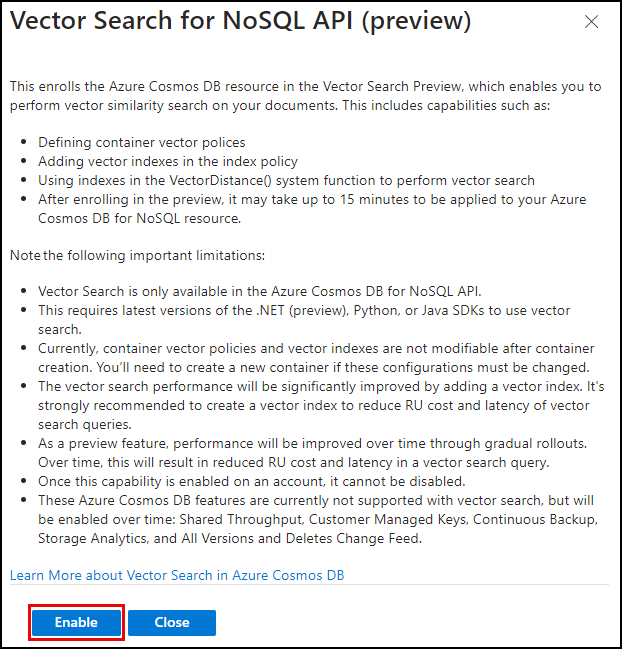 Vector Search for NoSQL API (preview)
This enrolls the Azure Cosmos DB resource in the Vector Search Preview, which enables you to
perform vector similarity search on your documents. This includes capabilities such as:
• Defining container vector polices
• Adding vector indexes in the index policy
• Using indexes in the VectorDistance() system function to perform vector search
• After enrolling in the preview, it may take up to 15 minutes to be applied to your Azure
Cosmos DB for NoSQL resource.
Note the following important limitations:
• Vector Search is only available in the Azure Cosmos DB for NoSQL API.
• This requires latest versions of the .NET (preview), Python, or Java SDKs to use vector
search.
• Currently, container vector policies and vector indexes are not modifiable after container
creation. You’ll need to create a new container if these configurations must be changed.
• The vector search performance will be significantly improved by adding a vector index. It's
strongly recommended to create a vector index to reduce RU cost and latency of vector
search queries.
• As a preview feature, performance will be improved over time through gradual rollouts.
Over time, this will result in reduced RU cost and latency in a vector search query.
• Once this capability is enabled on an account, it cannot be disabled.
• These Azure Cosmos DB features are currently not supported with vector search, but will
be enabled over time: Shared Throughput, Customer Managed Keys, Continuous Backup,
Storage Analytics, and All Versions and Deletes Change Feed.
Learn More about Vector Search in Azure Cosmos DB
Enable Close